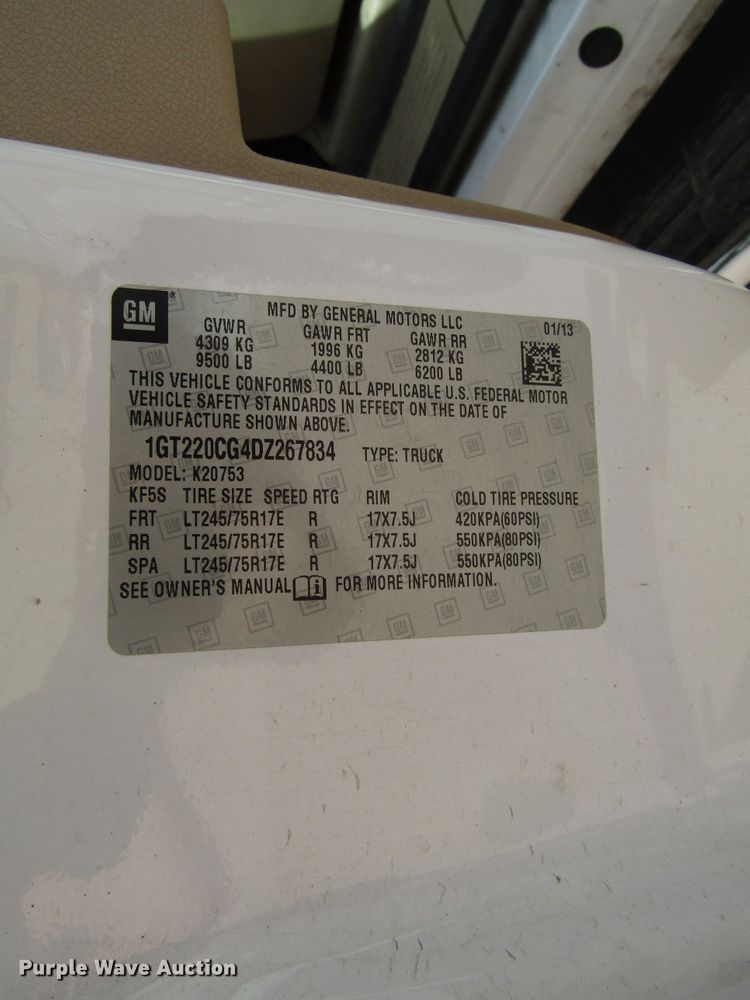 GM
MFD BY GENERAL MOTORS LLC 01/13
GVWR GAWR FRT GAWR RR
4309 KG 1996 KG 2812 KG
9500 LB 4400 LB 6200 LB
THIS VEHICLE CONFORMS TO ALL APPLICABLE U.S. FEDERAL MOTOR
VEHICLE SAFETY STANDARDS IN EFFECT ON THE DATE OF
MANUFACTURE SHOWN ABOVE.
1GT220CG4DZ267834 TYPE: TRUCK
MODEL: K20753
KF5S TIRE SIZE SPEED RTG RIM COLD TIRE PRESSURE
FRT LT245/75R17E R 17X7.5J 420KPA(60PSI)
RR LT245/75R17E R 17X7.5J 550KPA(80PSI)
SPA LT245/75R17E R 17X7.5J 550KPA(80PSI)
SEE OWNER'S MANUAL i FOR MORE INFORMATION.
Purple Wave Auction